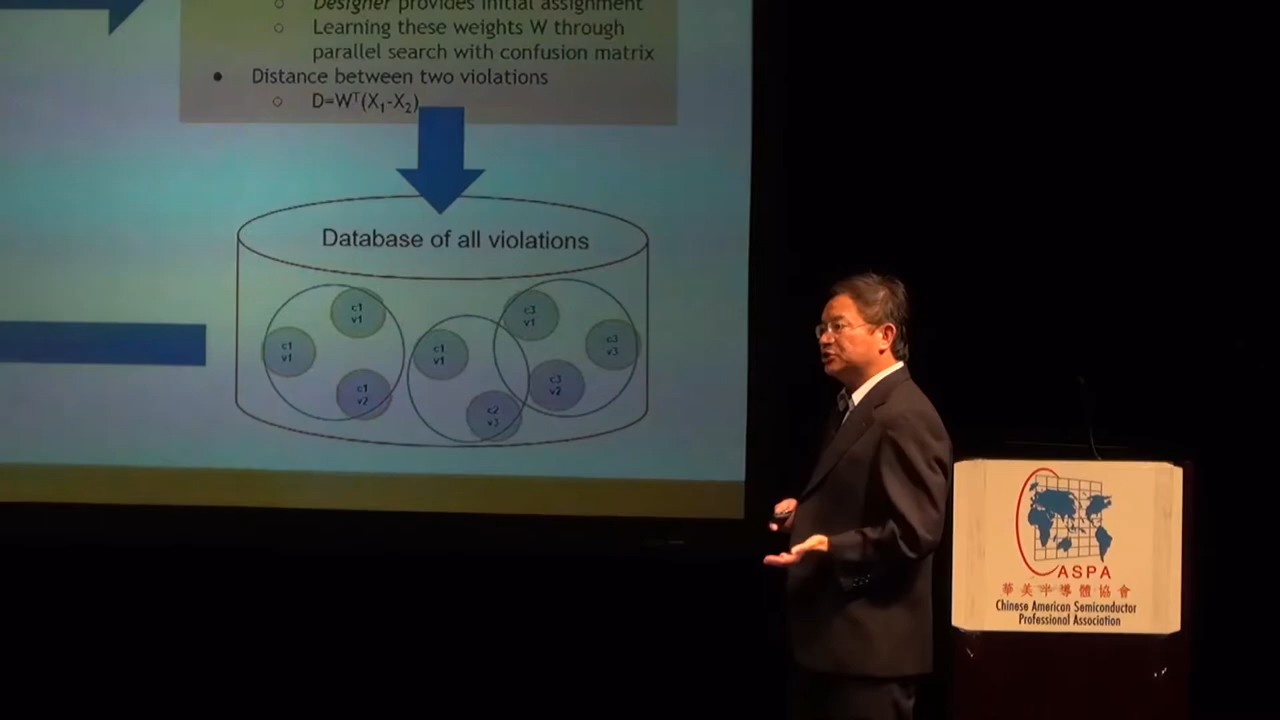 Designer provides initial assignment
Learning these weights W through
parallel search with confusion matrix
Distance between two violations
D=Wᵀ(X₁-X₂)
Database of all violations
c1
v1
c1
v1
c1
v2
c1
v1
c2
v3
c3
v1
c3
v3
c3
v2
CASPA
華美半導體協會
Chinese American Semiconductor
Professional Association